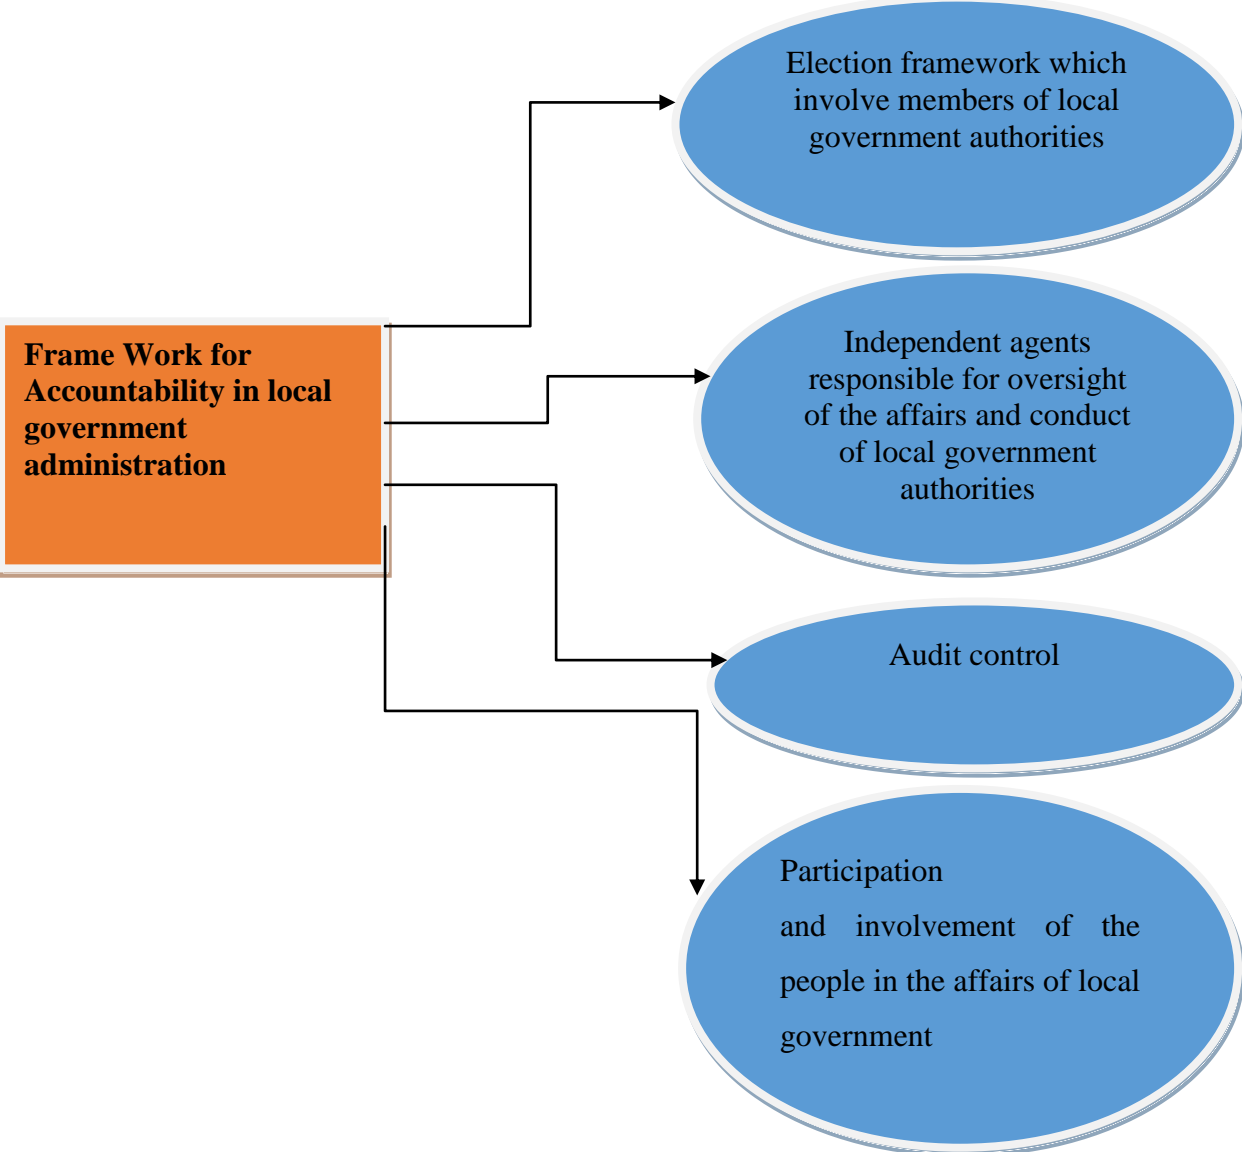 Election framework which
involve members of local
government authorities
Frame Work for
Accountability in local
government
administration
Independent agents
responsible for oversight
of the affairs and conduct
of local government
authorities
Audit control
Participation
and involvement of the
people in the affairs of local
government